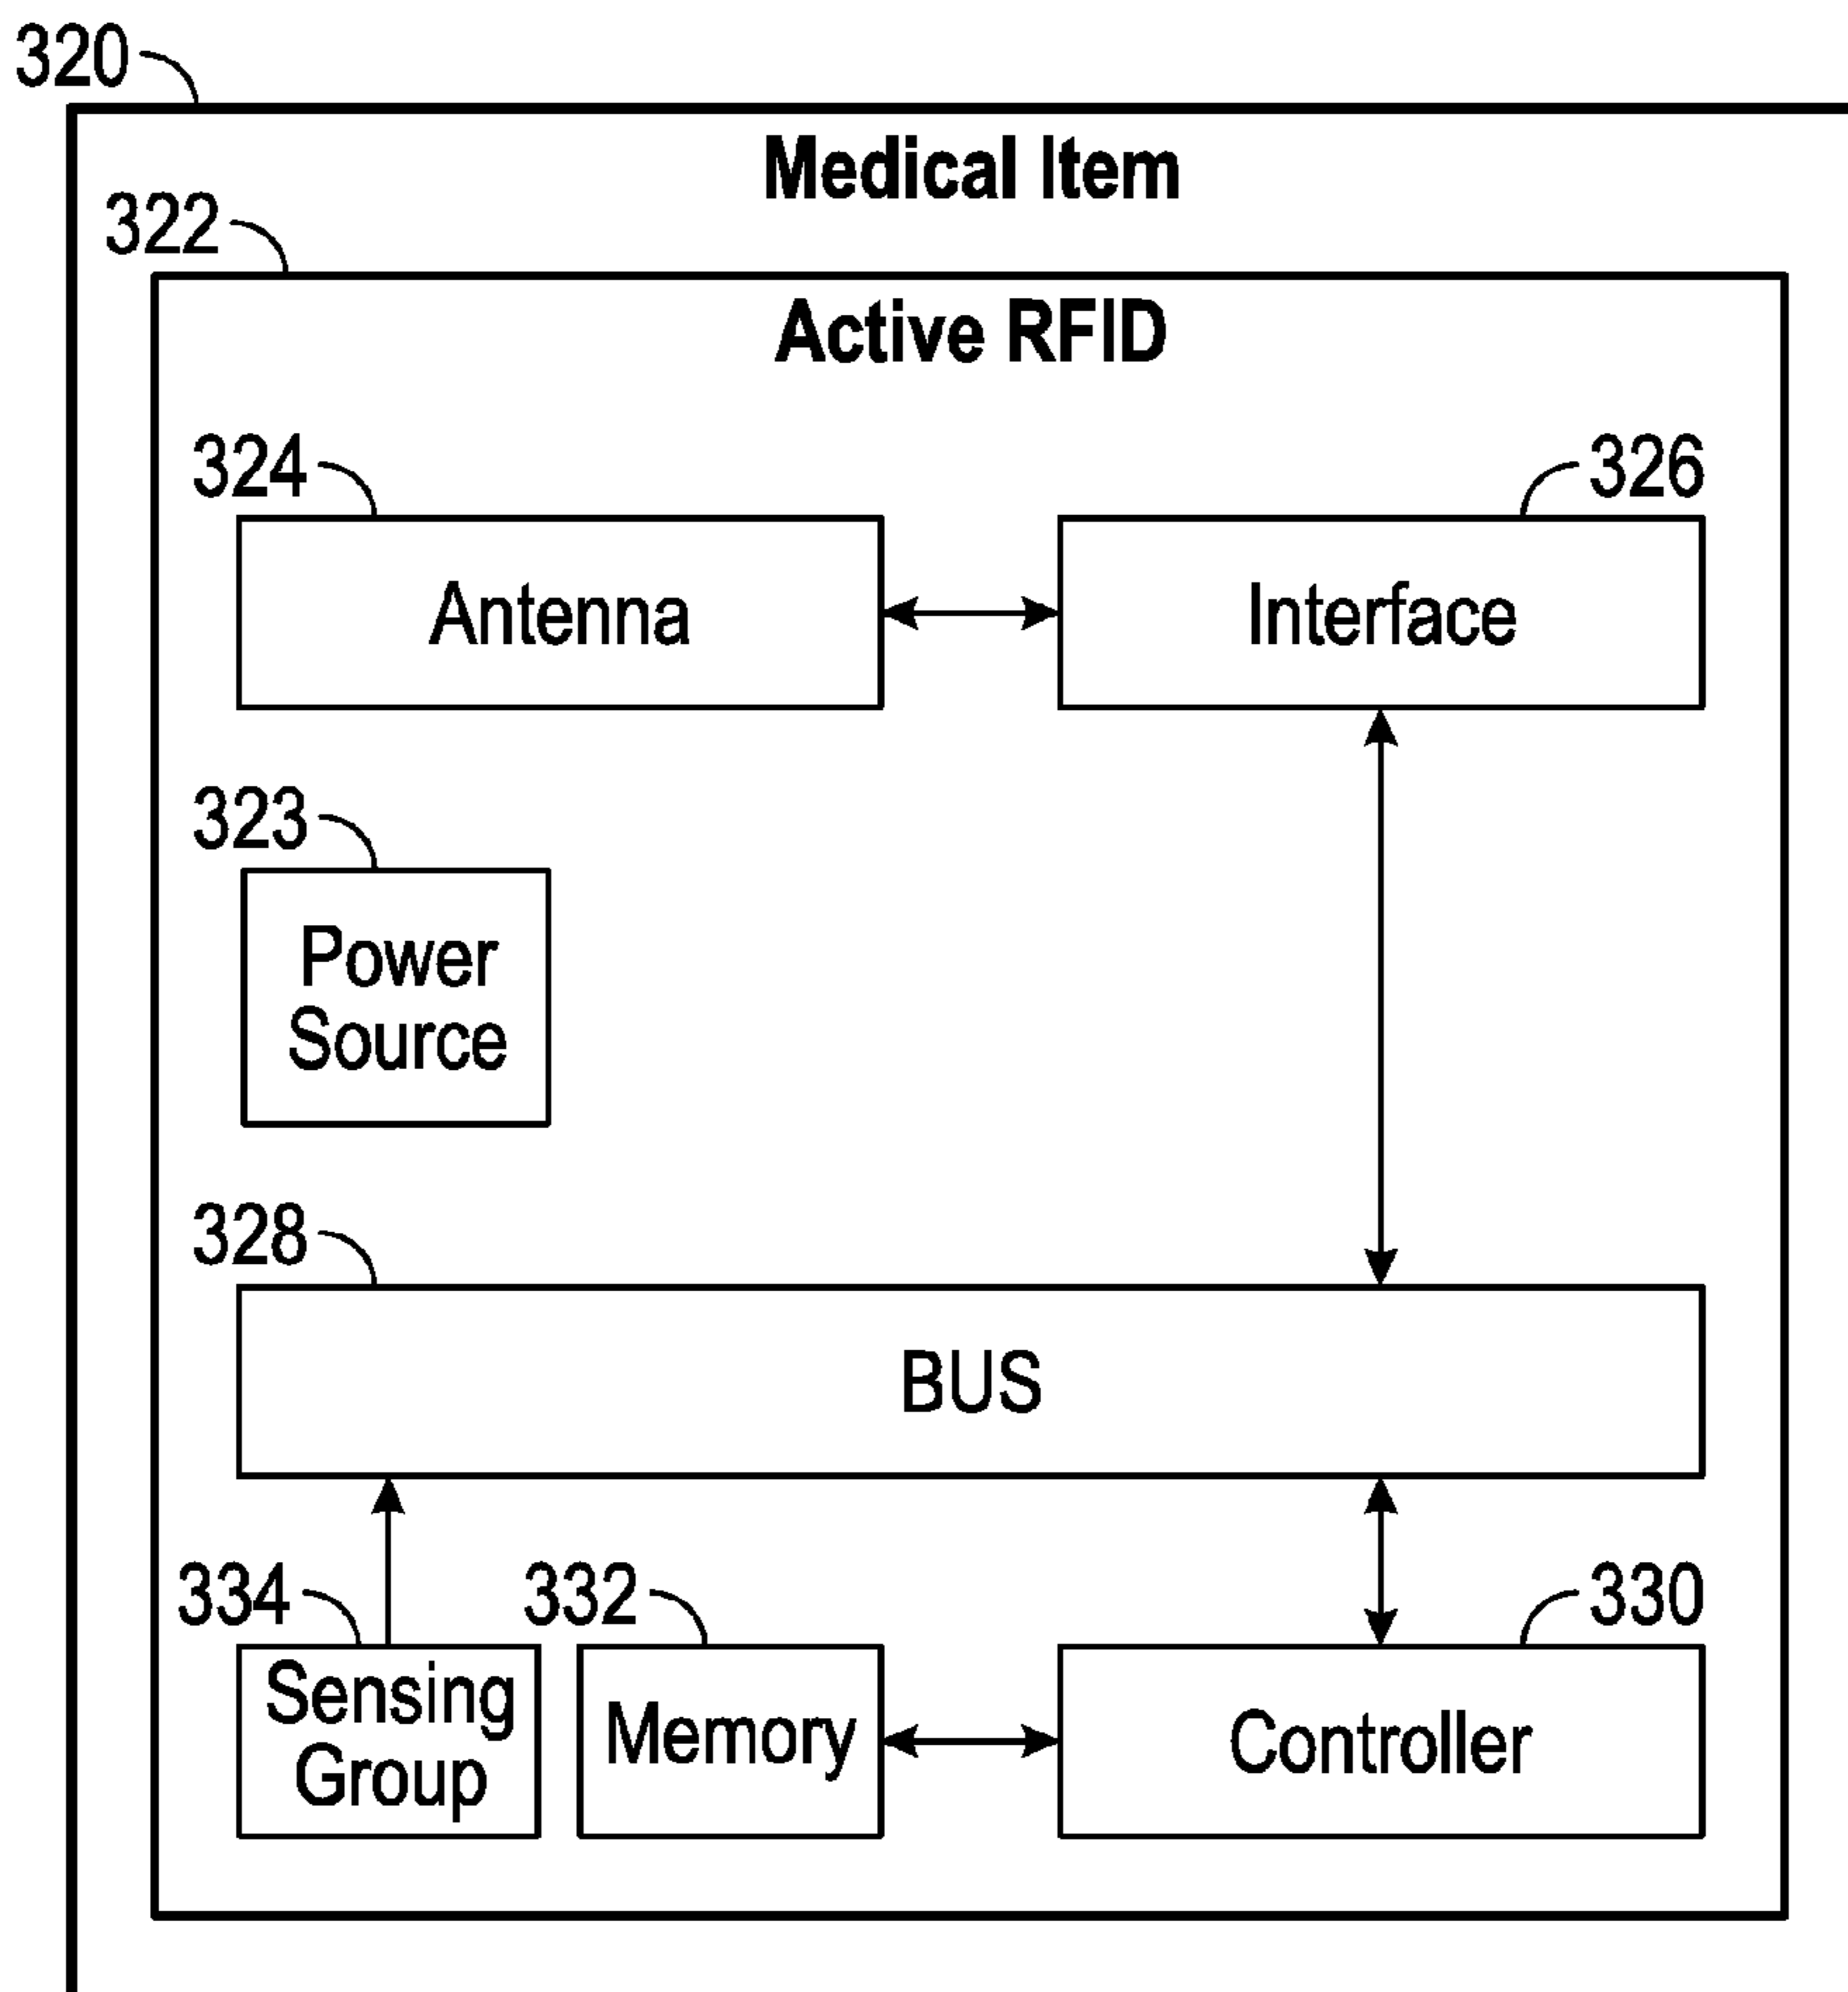 320
Medical Item
322
Active RFID
324
326
Antenna
Interface
323
Power
Source
328
BUS
334
332
330
Sensing
Group
Memory
Controller